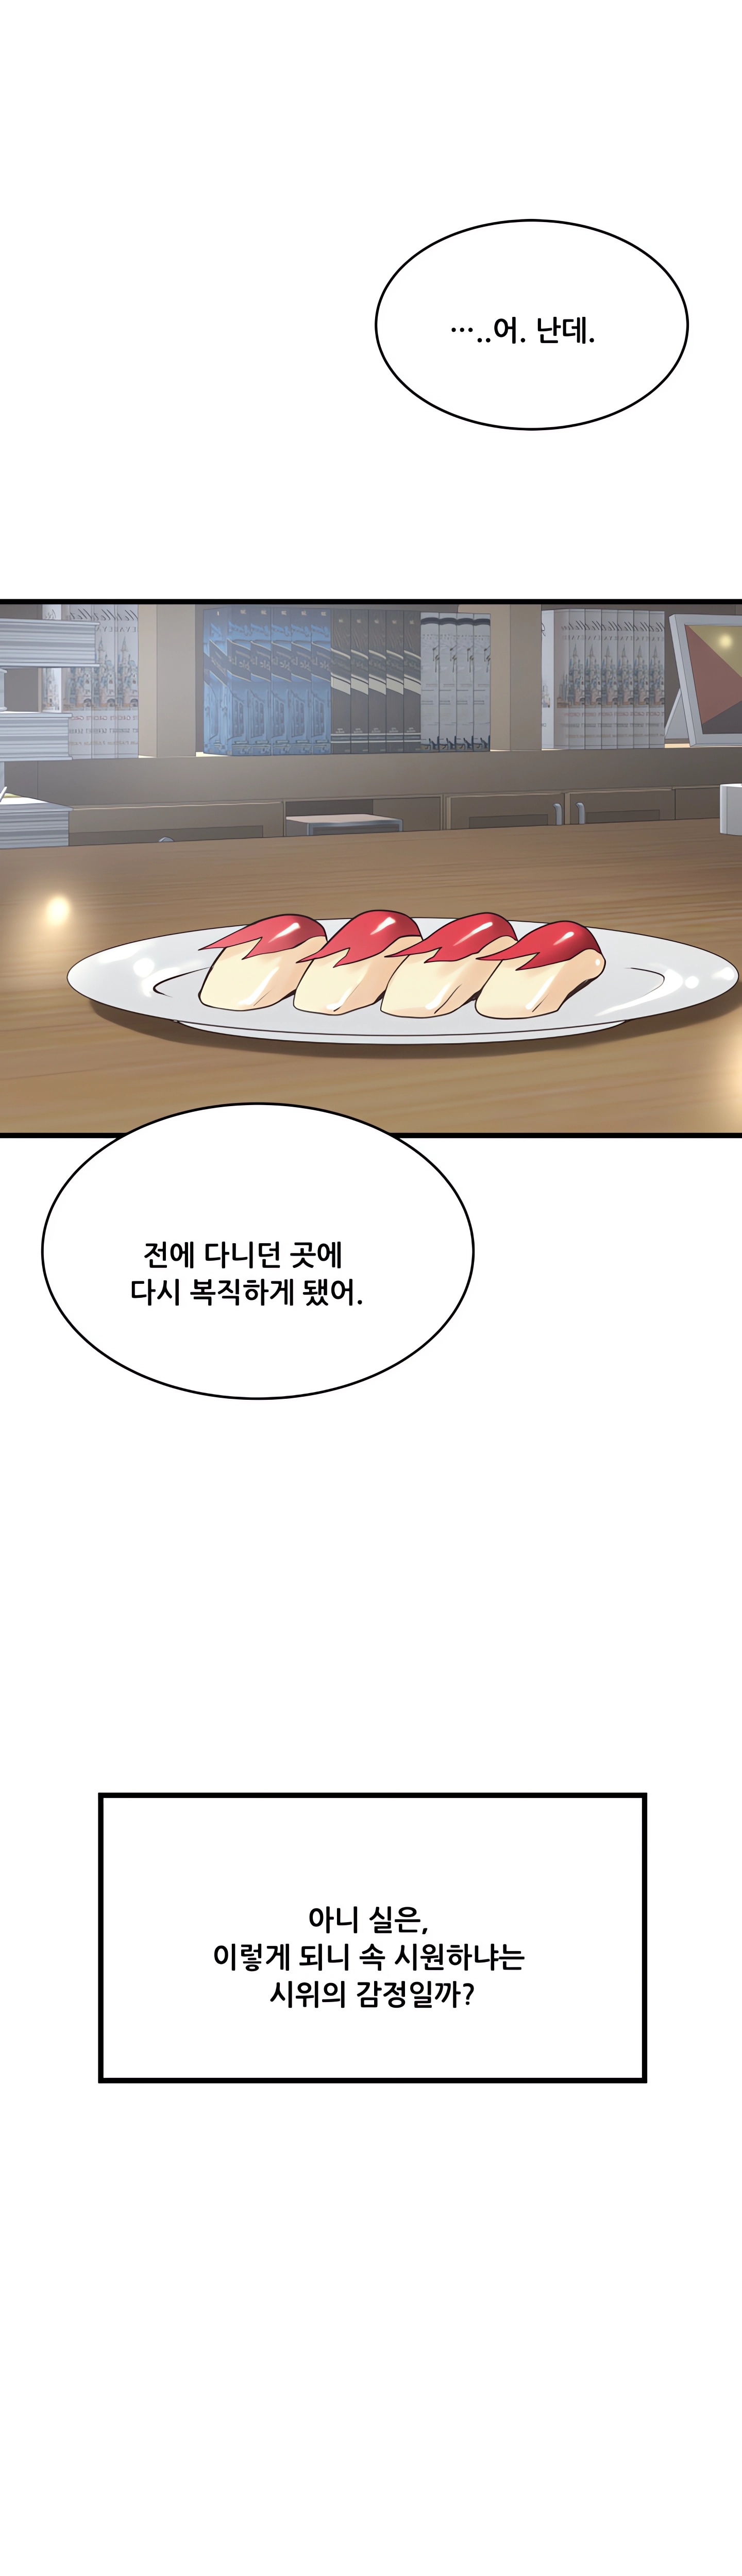 .....어. 난데.
전에 다니던 곳에
다시 복직하게 됐어.
아니 실은,
이렇게 되니 속 시원하냐는
시위의 감정일까?